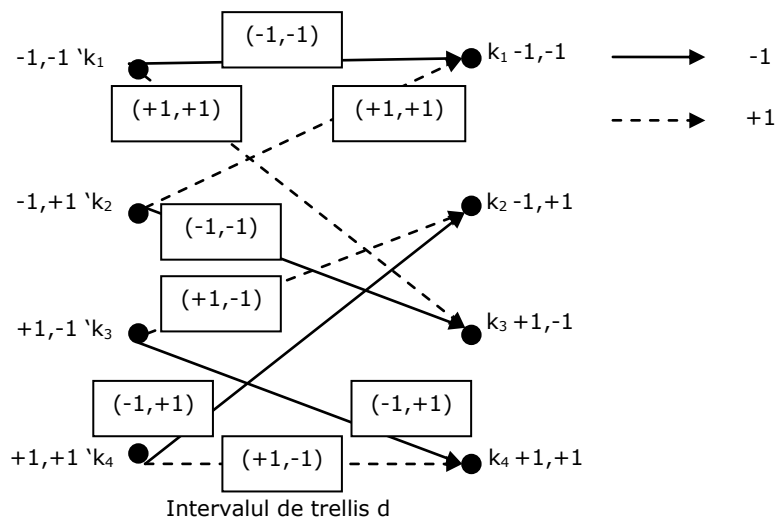 (-1,-1)
-1,-1 ‘k1
k1 -1,-1
-1
(+1,+1)
(+1,+1)
+1
-1,+1 ‘k2
k2 -1,+1
(-1,-1)
(+1,-1)
+1,-1 ‘k3
k3 +1,-1
(-1,+1)
(-1,+1)
+1,+1 ‘k4
(+1,-1)
k4 +1,+1
Intervalul de trellis d